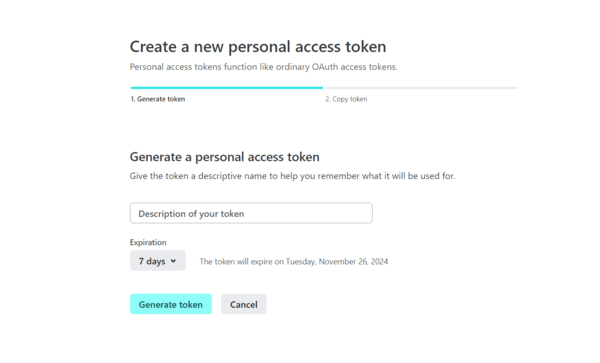 Create a new personal access token
Personal access tokens function like ordinary OAuth access tokens.
1. Generate token
2. Copy token
Generate a personal access token
Give the token a descriptive name to help you remember what it will be used for.
Description of your token
Expiration
7 days
The token will expire on Tuesday, November 26, 2024
Generate token
Cancel